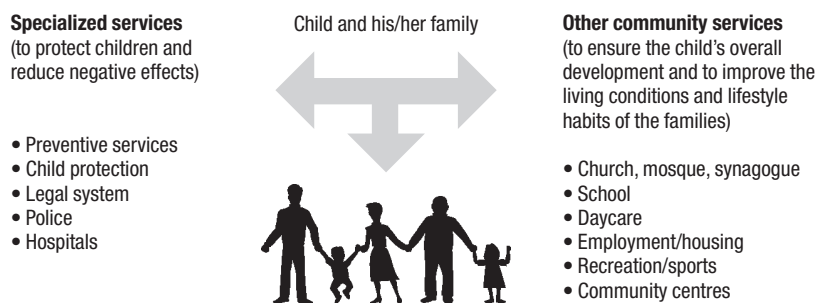 Specialized services
(to protect children and
reduce negative effects)
• Preventive services
• Child protection
• Legal system
• Police
• Hospitals
Child and his/her family
Other community services
(to ensure the child’s overall
development and to improve the
living conditions and lifestyle
habits of the families)
• Church, mosque, synagogue
• School
• Daycare
• Employment/housing
• Recreation/sports
• Community centres